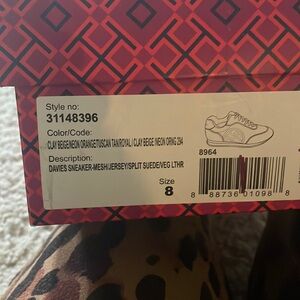 Style no:
31148396
Color/Code:
CLAY BEIGE/NEON ORANGE/TUSCAN TAN/ROYAL / CLAY BEIGE /NEON ORNG 294
8964
Description:
DAVIES SNEAKER-MESH/JERSEY/SPLIT SUEDE/VEG LTHR
Size
8
8 88736 01098 8